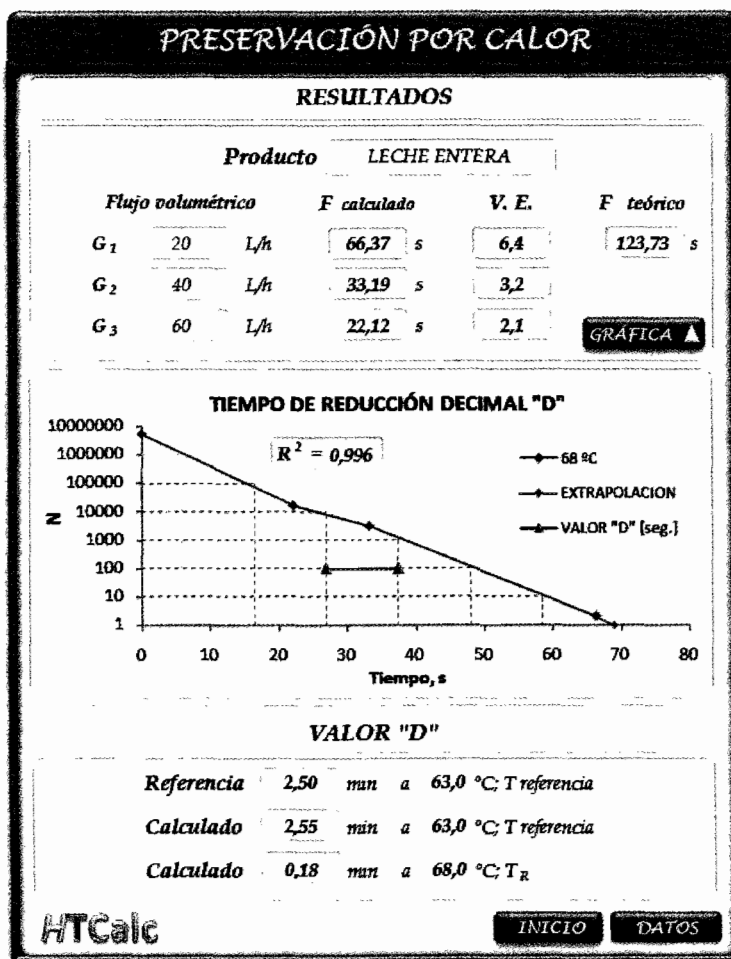 PRESERVACIÓN POR CALOR
RESULTADOS
Producto LECHE ENTERA
Flujo volumétrico F calculado V. E. F teórico
G1 20 L/h 66,37 s 6,4 123,73 s
G2 40 L/h 33,19 s 3,2
G3 60 L/h 22,12 s 2,1
GRÁFICA ▲
TIEMPO DE REDUCCIÓN DECIMAL "D"
10000000
1000000
100000
10000
1000
100
10
1
N
R² = 0,996
68 ºC
EXTRAPOLACION
VALOR "D" (seg.)
0 10 20 30 40 50 60 70 80
Tiempo, s
VALOR "D"
Referencia 2,50 min a 63,0 °C; T referencia
Calculado 2,55 min a 63,0 °C; T referencia
Calculado 0,18 min a 68,0 °C; TR
HTCalc
INICIO DATOS